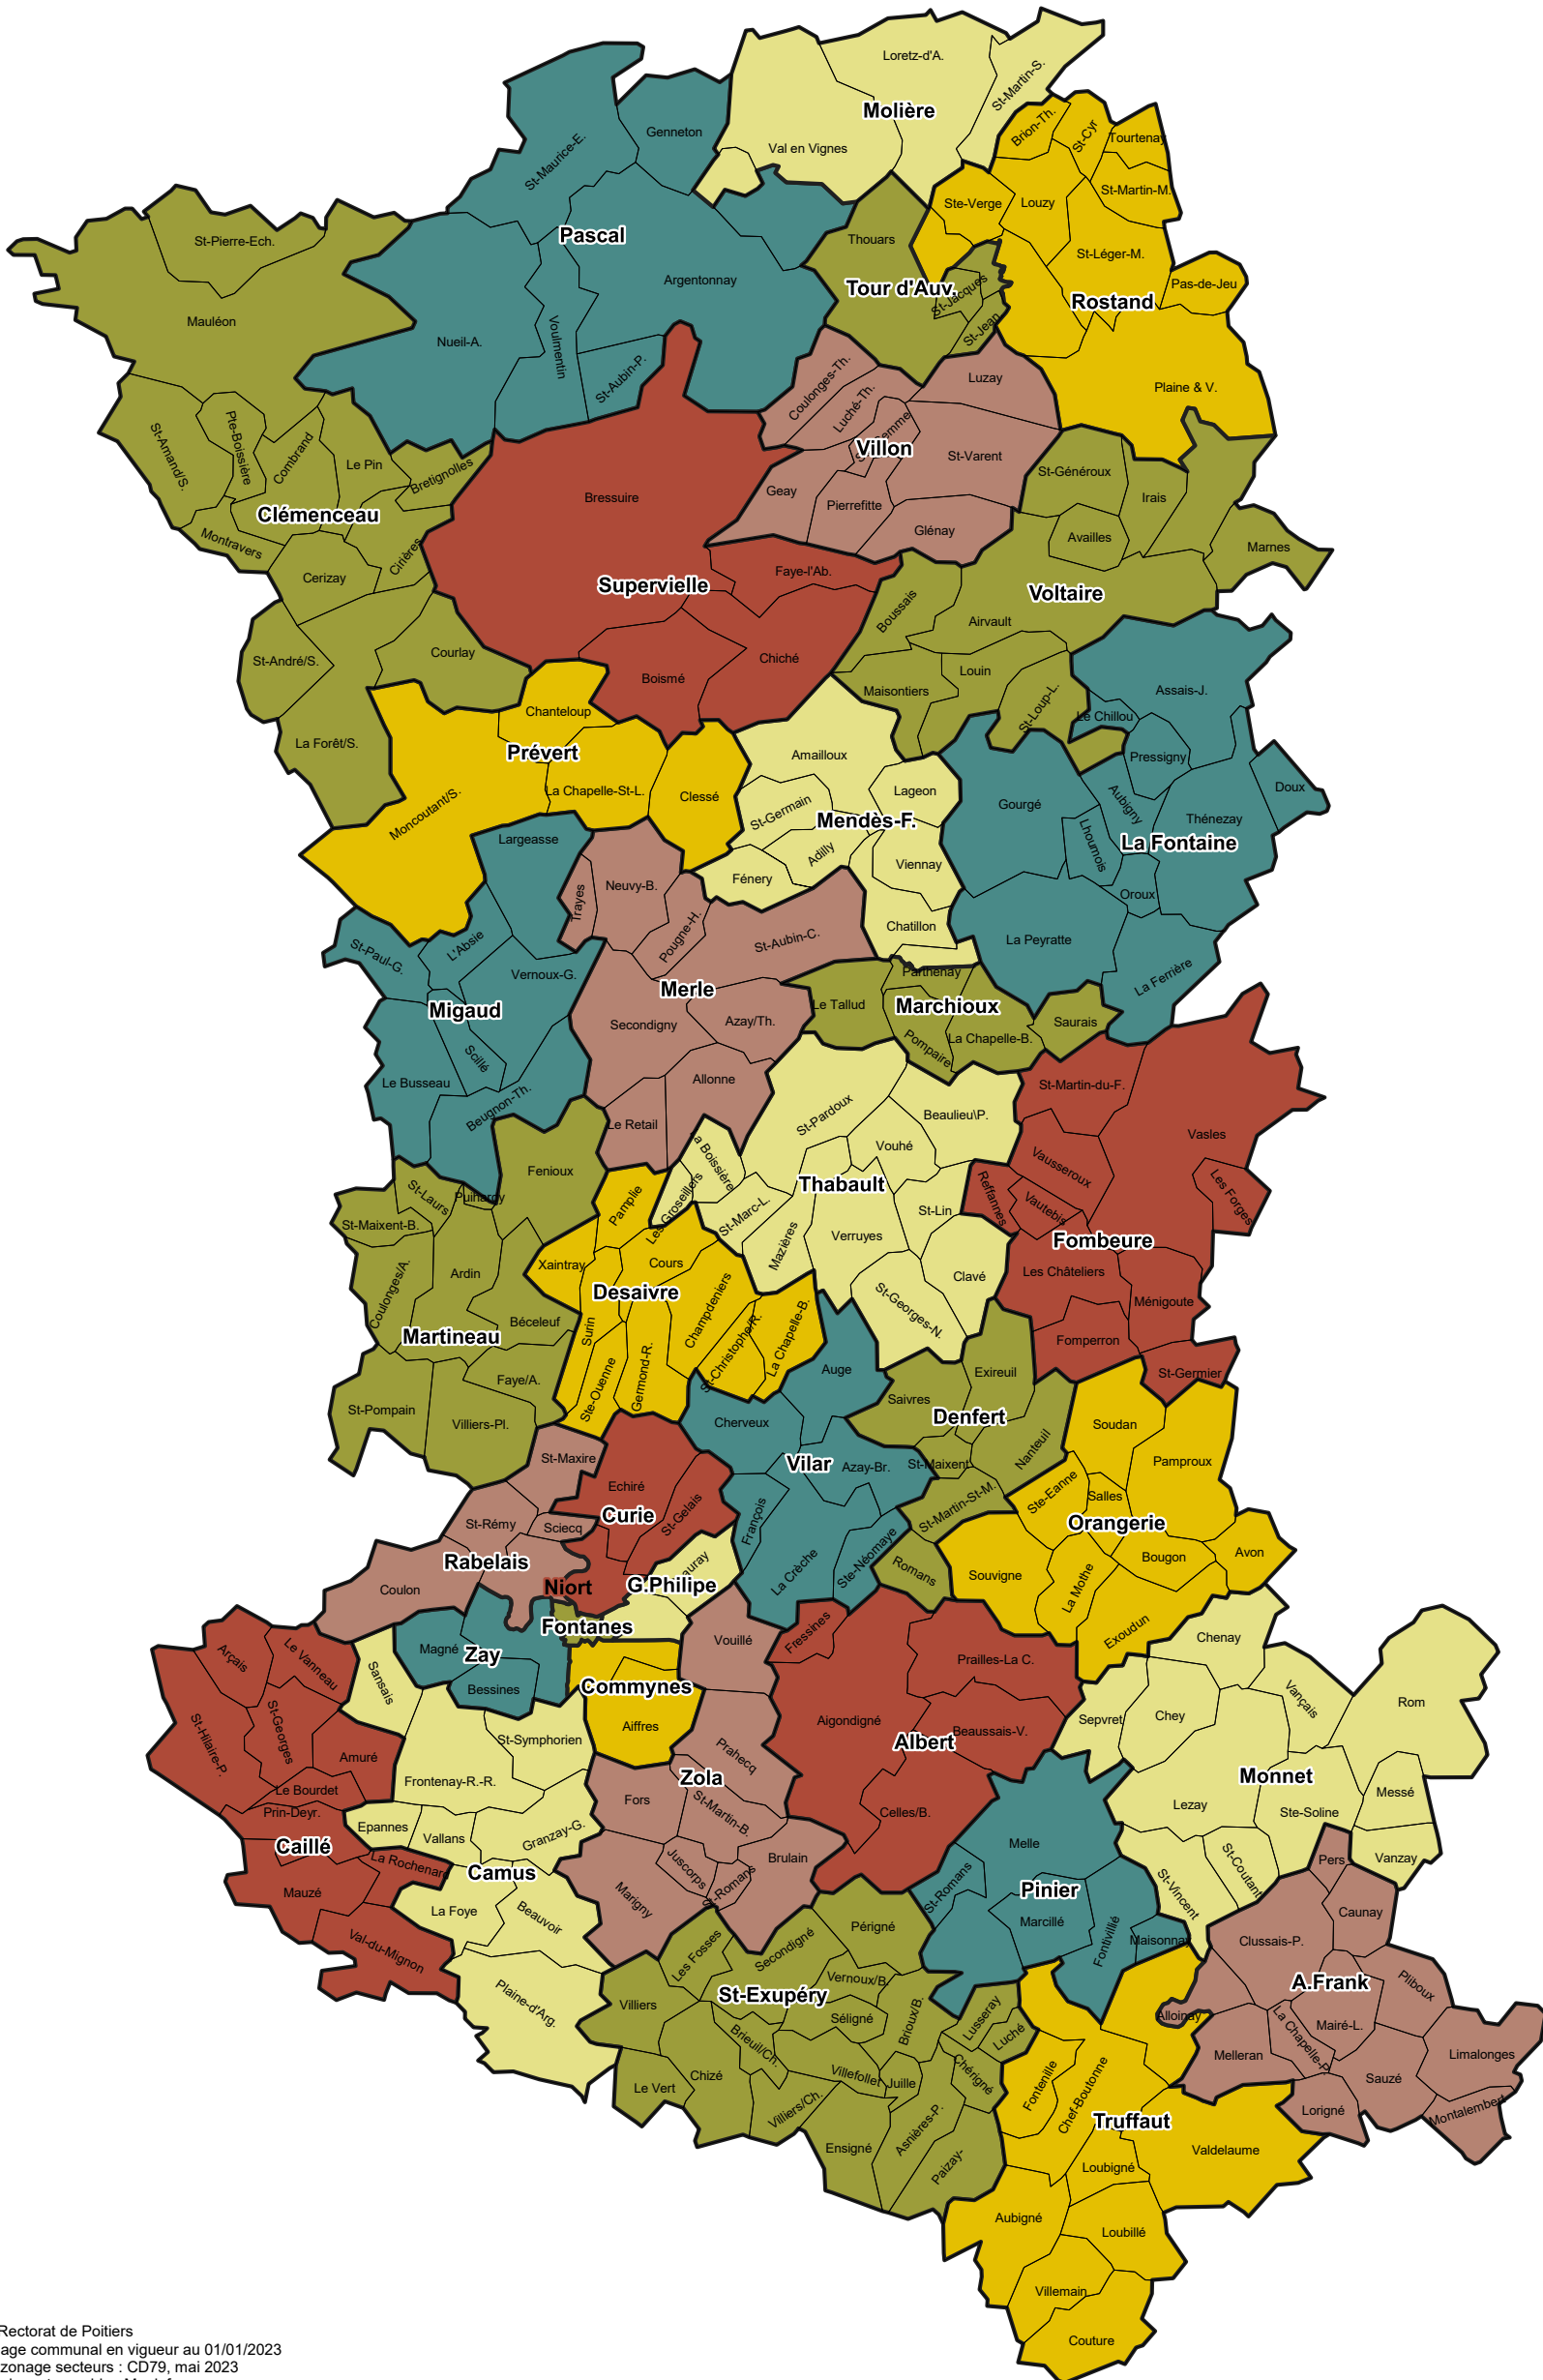 Loretz-d'A.
St-Martin-S.
Molière
Val en Vignes
Genneton
St-Maurice-E.
Brion-Th.
St-Cyr
Tourtenay
St-Martin-M.
Ste-Verge
Louzy
St-Pierre-Ech.
Pascal
Thouars
St-Léger-M.
Argentonnay
Tour d'Auv.
St-Jacques
Pas-de-Jeu
Rostand
Mauléon
St-Jean
Nueil-A.
Voulmentin
St-Aubin-P.
Coulonges-Th.
Luzay
Plaine & V.
Luché-Th.
St-Amand/S.
Pte-Boissière
Combrand
Le Pin
Bretignolles
Villon
St-Varent
St-Généroux
Bressuire
Geay
Irais
Pierrefitte
Clémenceau
Glénay
Availles
Montravers
Cirières
Marnes
Cerizay
Faye-l'Ab.
Supervielle
Voltaire
Boussais
Airvault
St-André/S.
Courlay
Chiché
Boismé
Louin
Maisontiers
St-Loup-L.
Assais-J.
Chanteloup
Le Chillou
La Forêt/S.
Prévert
Amailloux
Pressigny
La Chapelle-St-L.
Clessé
Lageon
Gourgé
Aubigny
Doux
Moncoutant/S.
St-Germain
Mendès-F.
Thénezay
Largeasse
Lhoumois
La Fontaine
Adilly
Viennay
Fénery
Neuvy-B.
Trayes
Oroux
Pougne-H.
Chatillon
St-Aubin-C.
La Peyratte
L'Absie
St-Paul-G.
Vernoux-G.
Parthenay
La Ferrière
Merle
Le Tallud
Marchioux
Migaud
Secondigny
Azay/Th.
Saurais
Pompaire
La Chapelle-B.
Scillé
Le Busseau
Allonne
St-Martin-du-F.
Beugnon-Th.
St-Pardoux
Beaulieu\P.
Le Retail
Vouhé
Vasles
La Boissière
Vausseroux
Fenioux
Thabault
Reffannes
Les Forges
St-Laurs
Puihardy
Pamplie
Les Groseillers
St-Marc-L.
Vautebis
St-Lin
St-Maixent-B.
Mazières
Verruyes
Fombeure
Xaintray
Cours
Ardin
Les Châteliers
Clavé
Desaivre
Coulonges/A.
Ménigoute
Champdeniers
St-Georges-N.
Béceleuf
Surin
Martineau
St-Christophe/R.
La Chapelle-B.
Fomperron
Auge
Exireuil
St-Germier
Faye/A.
Ste-Ouenne
Germond-R.
Saivres
St-Pompain
Villiers-Pl.
Cherveux
Denfert
Soudan
Nanteuil
St-Maxire
Vilar
Azay-Br.
St-Maixent
Pamproux
Echiré
Ste-Eanne
Salles
St-Martin-St-M.
Curie
St-Gelais
François
St-Rémy
Sciecq
Orangerie
Rabelais
Ste-Néomaye
Bougon
Avon
La Crèche
Romans
Souvigne
La Mothe
Niort
G.Philipe
Coulon
Fontanes
Exoudun
Vouillé
Fressines
Chenay
Arçais
Le Vanneau
Magné
Zay
Prailles-La C.
Sansais
Bessines
Commynes
Vançais
Rom
Aigondigné
Sepvret
Chey
St-Hilaire-P.
St-Georges
Aiffres
Beaussais-V.
St-Symphorien
Prahecq
Albert
Amuré
Zola
Monnet
Frontenay-R.-R.
Le Bourdet
Messé
Fors
St-Martin-B.
Lezay
Prin-Deyr.
Celles/B.
Ste-Soline
Epannes
Vallans
Granzay-G.
Caillé
Melle
Brulain
Vanzay
Pers
La Rochenard
Juscorps
St-Romans
St-Coutant
Camus
Mauzé
Marigny
St-Romans
Pinier
St-Vincent
La Foye
Beauvoir
Marcillé
Caunay
Périgné
Fontivillié
Maisonnay
Clussais-P.
Val-du-Mignon
Les Fosses
Secondigné
Vernoux/B.
A.Frank
Pliboux
Plaine-d'Arg.
St-Exupéry
Villiers
Séligné
Brioux/B.
Lusseray
Luché
Alloinay
Mairé-L.
La Chapelle-P.
Brieuil/Ch.
Melleran
Limalonges
Chizé
Villefollet
Juille
Chérigné
Sauzé
Le Vert
Fontenille
Chef-Boutonne
Villiers/Ch.
Lorigné
Montalembert
Asnières-P.
Truffaut
Ensigné
Paizay-
Valdelaume
Loubigné
Aubigné
Loubillé
Villemain
Couture
Rectorat de Poitiers
age communal en vigueur au 01/01/2023
zonage secteurs : CD79, mai 2023